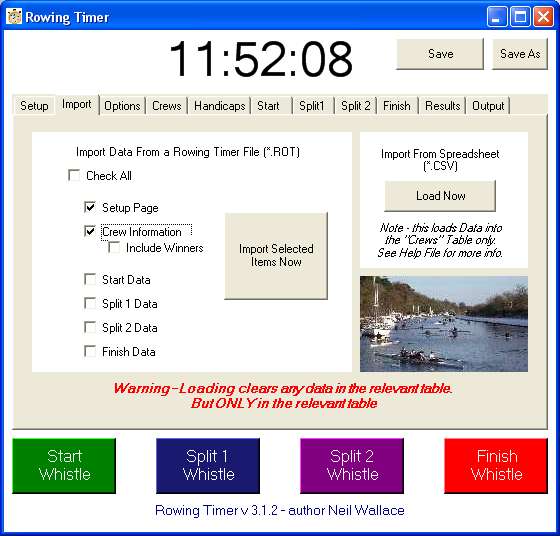 Rowing Timer
11:52:08
Save
Save As
Setup
Import
Options
Crews
Handicaps
Start
Split1
Split 2
Finish
Results
Output
Import Data From a Rowing Timer File (*.ROT)
Check All
Setup Page
Crew Information
Include Winners
Start Data
Split 1 Data
Split 2 Data
Finish Data
Import Selected
Items Now
Import From Spreadsheet
(*.CSV)
Load Now
Note - this loads Data into
the "Crews" Table only.
See Help File for more info.
Warning - Loading clears any data in the relevant table.
But ONLY in the relevant table
Start
Whistle
Split 1
Whistle
Split 2
Whistle
Finish
Whistle
Rowing Timer v 3.1.2 - author Neil Wallace